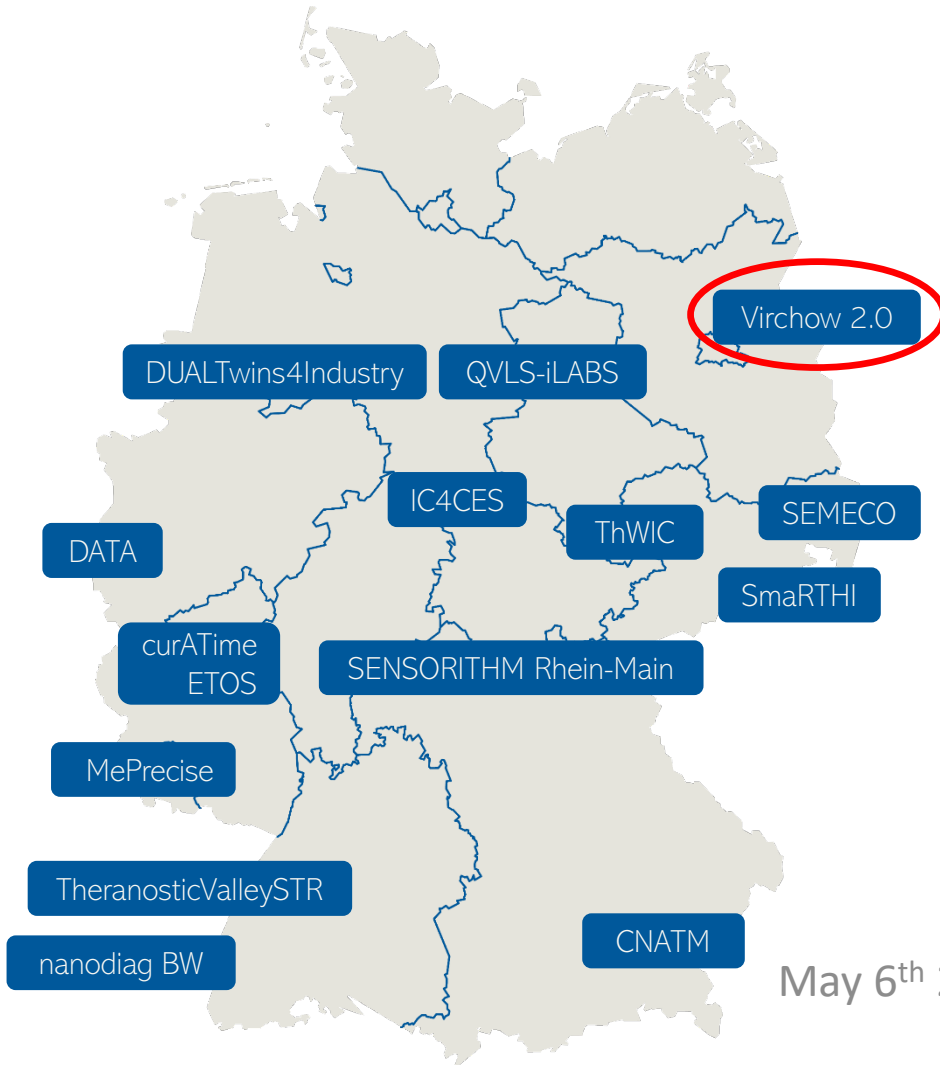 Virchow 2.0
DUALTwins4Industry
QVLS-iLABS
IC4CES
ThWIC
SEMECO
DATA
SmaRTHI
curATime
ETOS
SENSORITHM Rhein-Main
MePrecise
TheranosticValleySTR
CNATM
nanodiag BW
May 6th